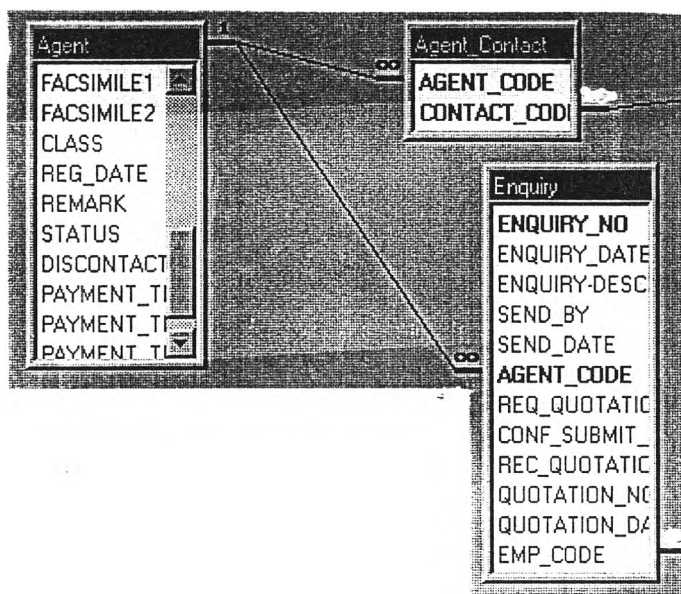 Agent
FACSIMILE1
FACSIMILE2
CLASS
REG_DATE
REMARK
STATUS
DISCONTACT
PAYMENT_TI
PAYMENT_TI
PAYMENT_TI
1
∞
Agent_Contact
AGENT_CODE
CONTACT_CODI
Enquiry
ENQUIRY_NO
ENQUIRY_DATE
ENQUIRY-DESC
SEND_BY
SEND_DATE
∞
AGENT_CODE
REQ_QUOTATIC
CONF_SUBMIT_
REC_QUOTATIC
QUOTATION_NO
QUOTATION_DA
EMP_CODE